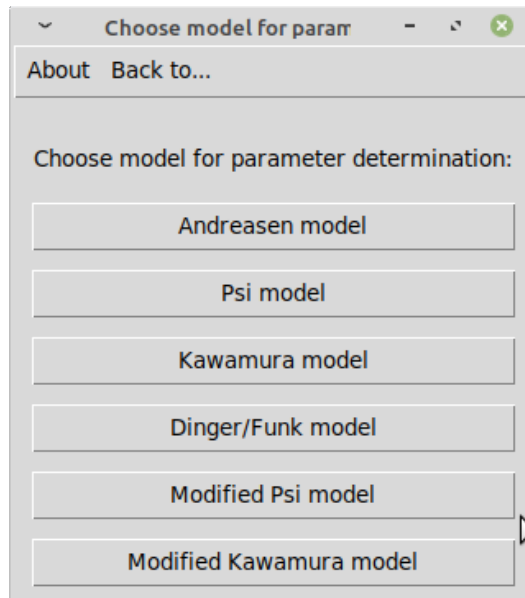 Choose model for param
About Back to...
Choose model for parameter determination:
Andreasen model
Psi model
Kawamura model
Dinger/Funk model
Modified Psi model
Modified Kawamura model